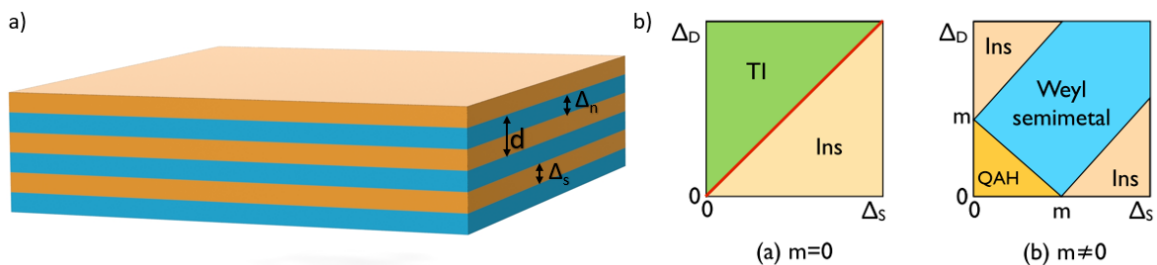 a)
Δn
d
Δs
b)
ΔD
TI
Ins
0
0
ΔS
(a) m=0
ΔD
Ins
Weyl
semimetal
m
QAH
Ins
0
0
m
ΔS
(b) m≠0